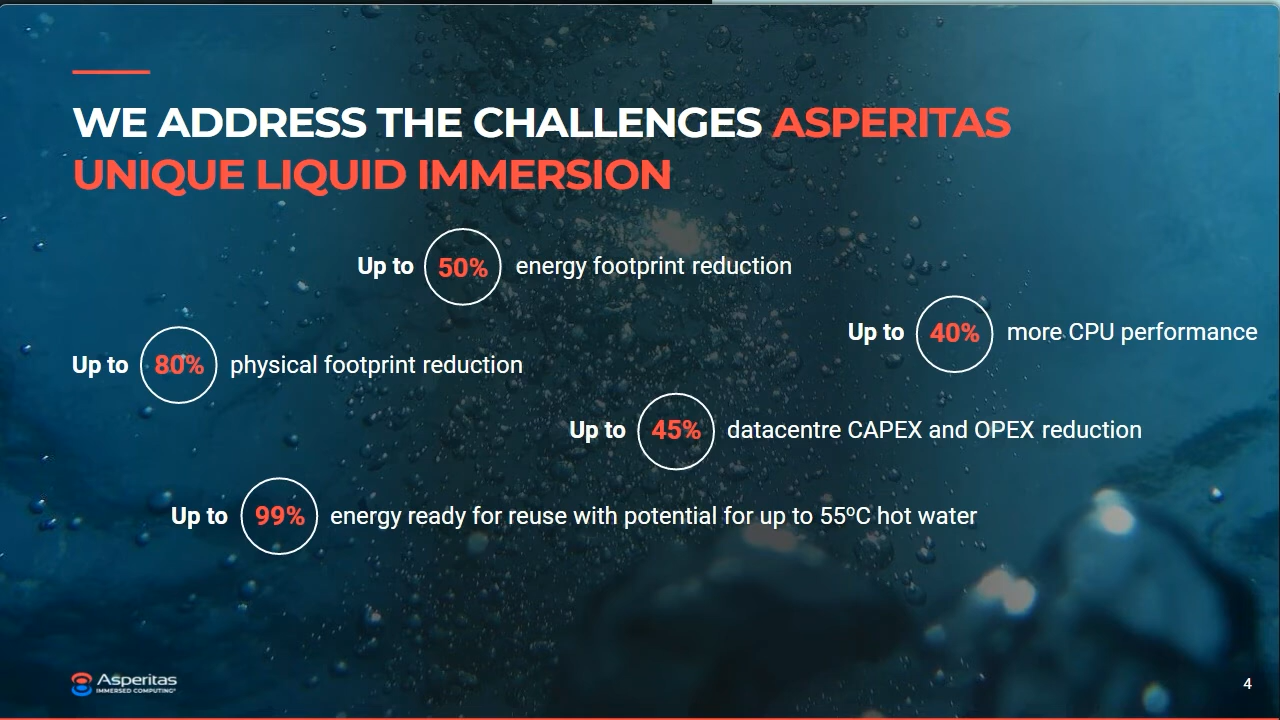 WE ADDRESS THE CHALLENGES ASPERITAS
UNIQUE LIQUID IMMERSION
Up to 50% energy footprint reduction
Up to 40% more CPU performance
Up to 80% physical footprint reduction
Up to 45% datacentre CAPEX and OPEX reduction
Up to 99% energy ready for reuse with potential for up to 55ºC hot water
Asperitas
IMMERSED COMPUTING®
4